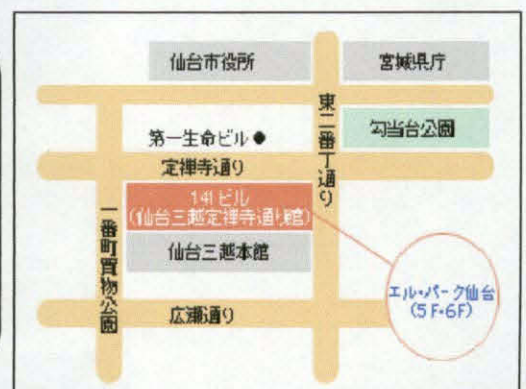 仙台市役所
宮城県庁
東二番丁通り
勾当台公園
第一生命ビル●
定禅寺通り
141ビル
(仙台三越定禅寺通り館)
一番町買物公園
仙台三越本館
エル・パーク仙台
(5F・6F)
広瀬通り